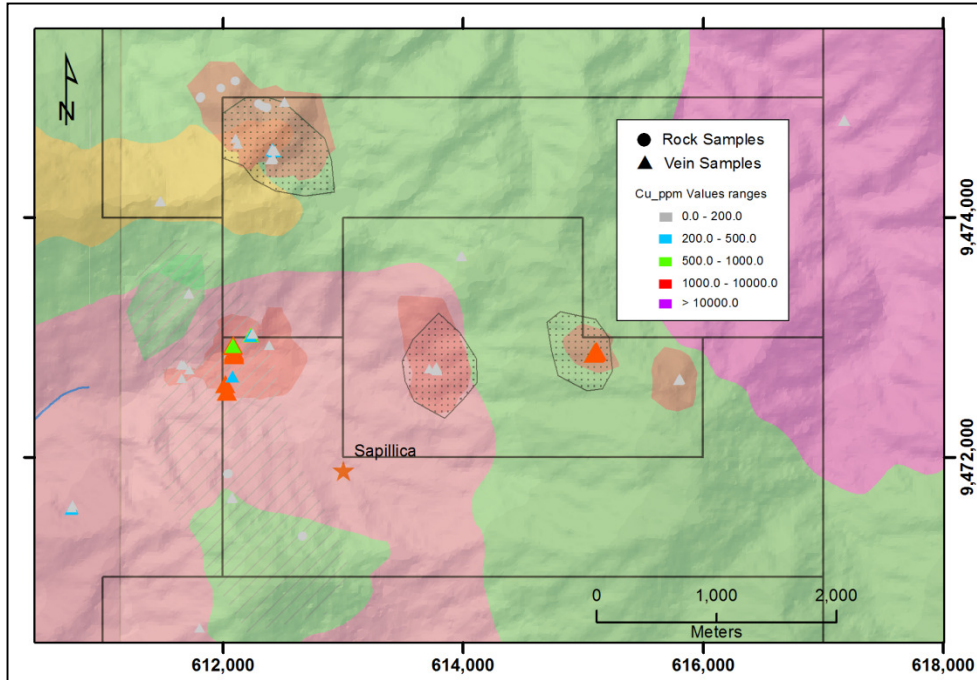 N
Rock Samples
Vein Samples
Cu_ppm Values ranges
0.0 - 200.0
200.0 - 500.0
500.0 - 1000.0
1000.0 - 10000.0
> 10000.0
9,474,000
Sapillica
9,472,000
0 1,000 2,000
Meters
612,000 614,000 616,000 618,000